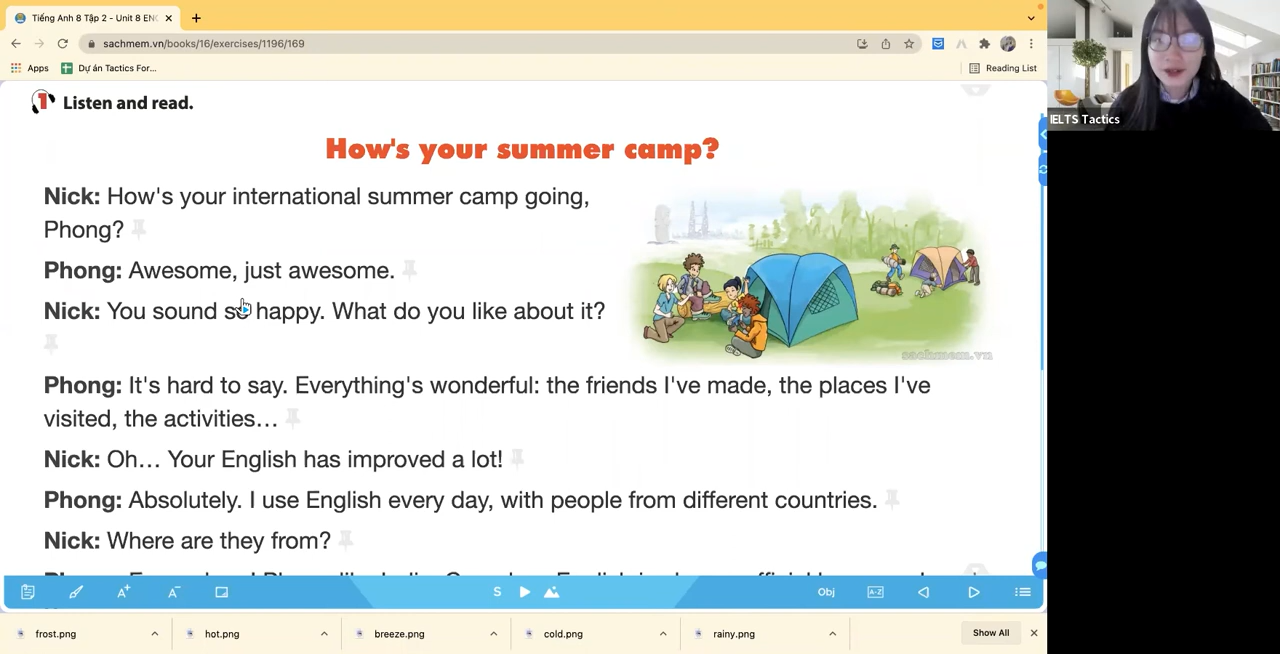 Tiếng Anh 8 Tập 2 - Unit 8 EN
sachmem.vn/books/16/exercises/1196/169
Apps
Dự án Tactics For...
Reading List
1 Listen and read.
IELTS Tactics
How's your summer camp?
Nick: How's your international summer camp going,
Phong?
Phong: Awesome, just awesome.
Nick: You sound so happy. What do you like about it?
sachmem.vn
Phong: It's hard to say. Everything's wonderful: the friends I've made, the places I've
visited, the activities…
Nick: Oh… Your English has improved a lot!
Phong: Absolutely. I use English every day, with people from different countries.
Nick: Where are they from?
A+
A-
S
Obj
A-Z
frost.png
hot.png
breeze.png
cold.png
rainy.png
Show All